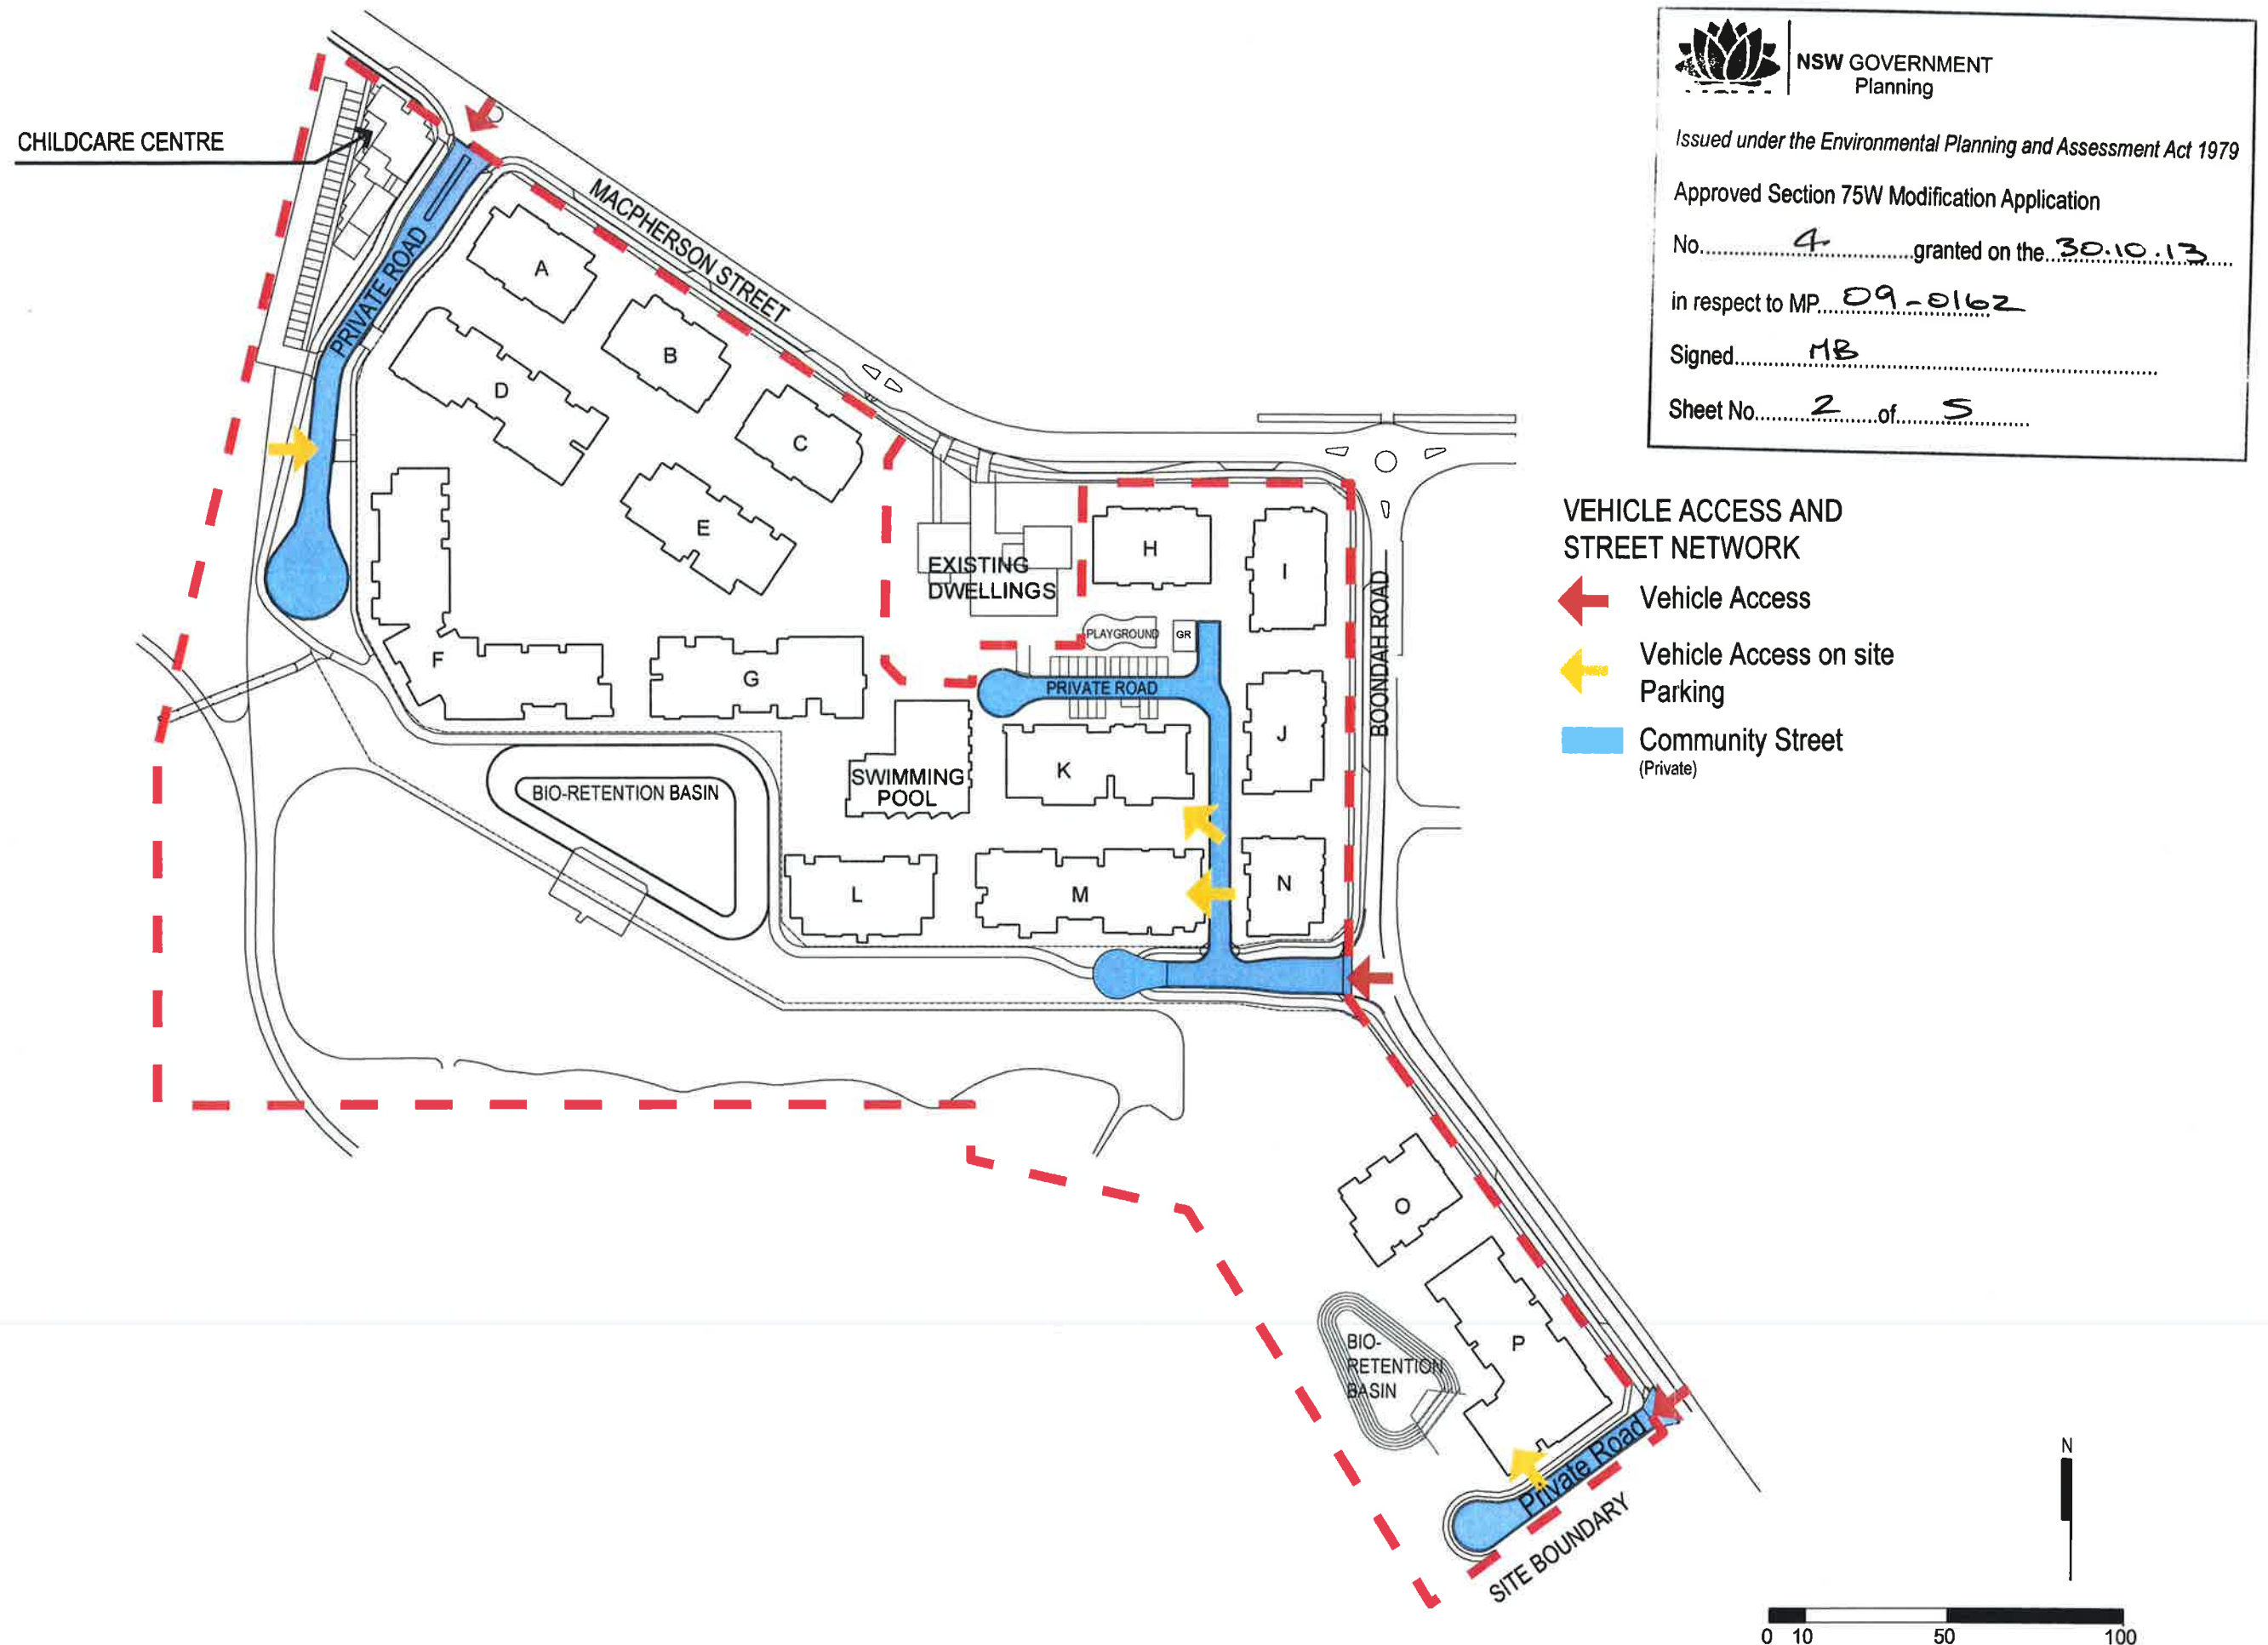 NSW GOVERNMENT
Planning
Issued under the Environmental Planning and Assessment Act 1979
Approved Section 75W Modification Application
No.......4.......granted on the...30.10.13...
in respect to MP...09-0162...
Signed.......MB.......
Sheet No.......2.......of.......5.......
CHILDCARE CENTRE
MACPHERSON STREET
PRIVATE ROAD
A
B
C
D
E
F
G
EXISTING
DWELLINGS
H
I
PLAYGROUND
GR
PRIVATE ROAD
BOONDAH ROAD
J
K
SWIMMING
POOL
BIO-RETENTION BASIN
L
M
N
O
P
BIO-
RETENTION
BASIN
Private Road
SITE BOUNDARY
VEHICLE ACCESS AND
STREET NETWORK
Vehicle Access
Vehicle Access on site
Parking
Community Street
(Private)
N
0 10 50 100